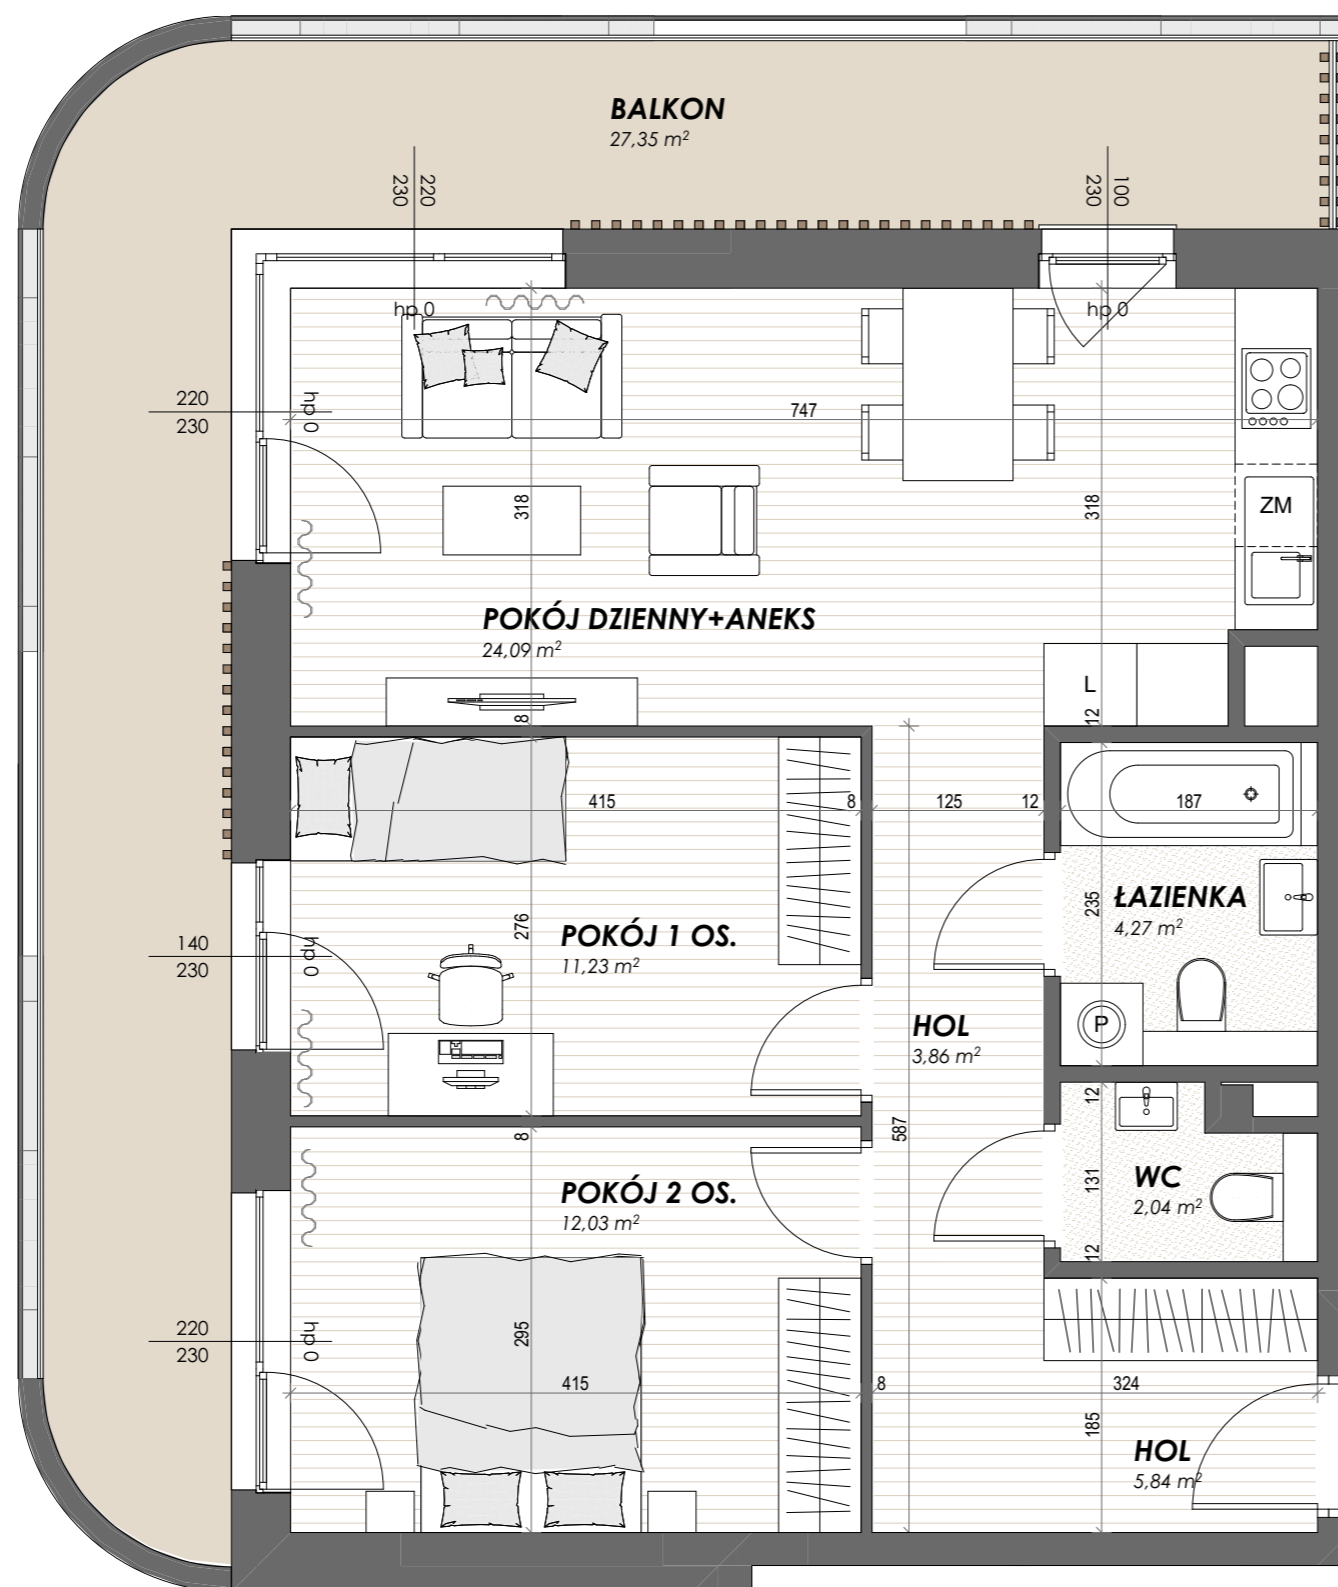 BALKON
27,35 m²
220
230
100
230
hp 0
hp 0
220
230
hp 0
747
318
318
ZM
POKÓJ DZIENNY+ANEKS
24,09 m²
L
8
12
415
8
125
12
187
276
235
ŁAZIENKA
4,27 m²
140
230
hp 0
POKÓJ 1 OS.
11,23 m²
HOL
3,86 m²
P
587
12
8
131
WC
2,04 m²
POKÓJ 2 OS.
12,03 m²
12
220
230
hp 0
295
415
8
324
185
HOL
5,84 m²